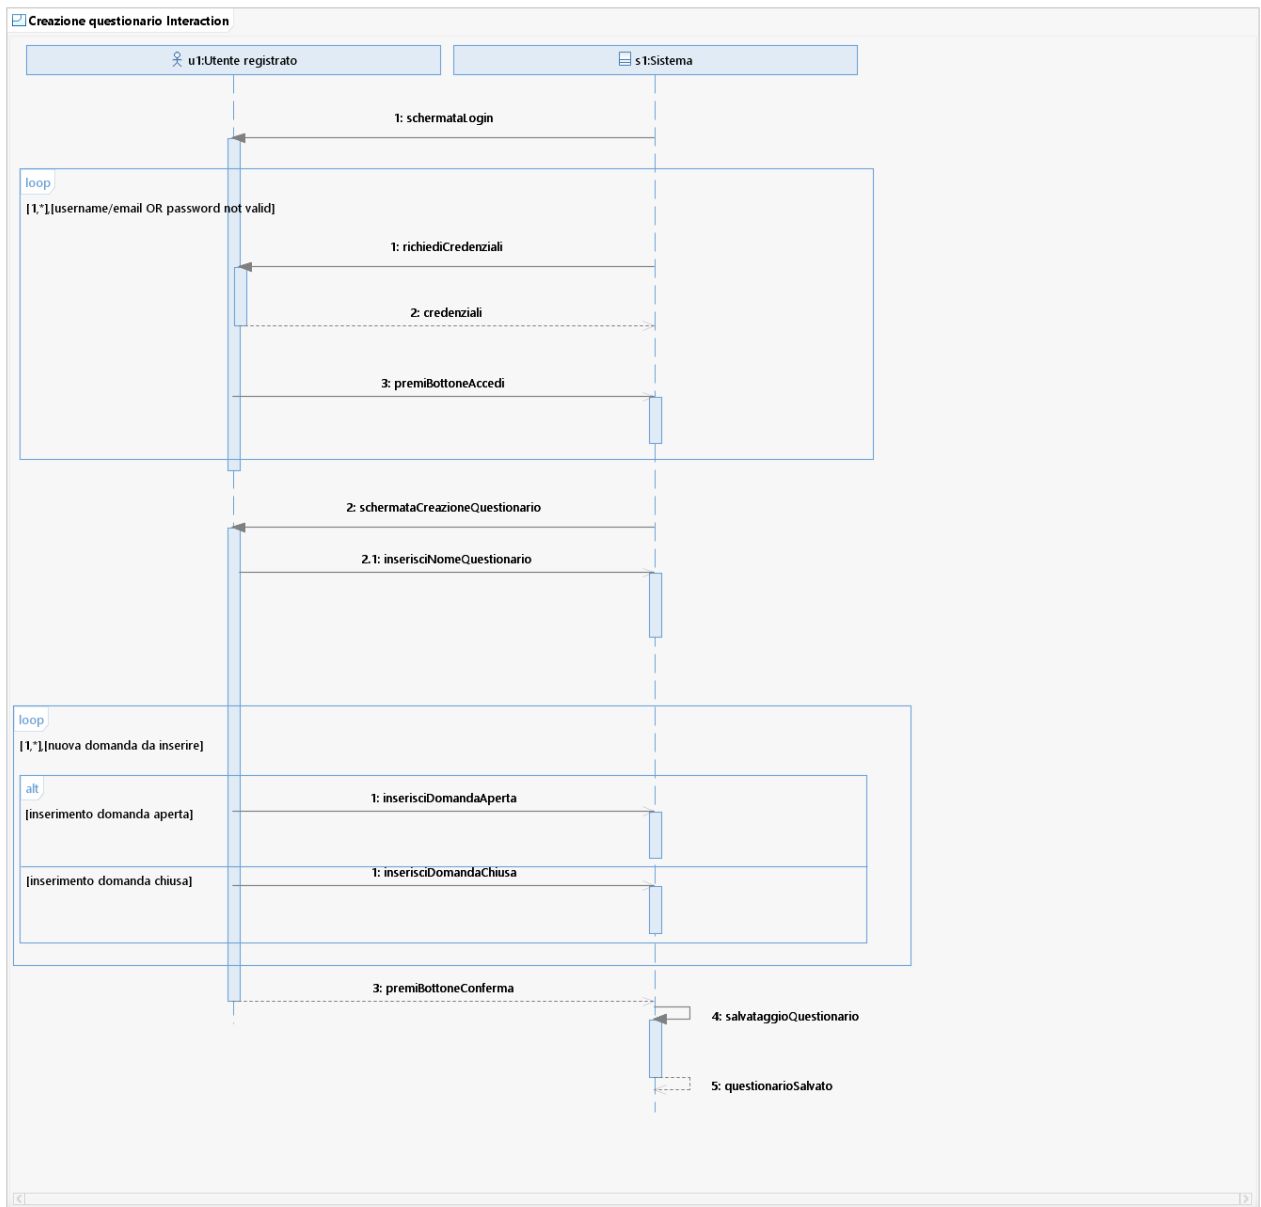 Creazione questionario Interaction
u1:Utente registrato
s1:Sistema
1: schermataLogin
loop
[1,*],[username/email OR password not valid]
1: richiediCredenziali
2: credenziali
3: premiBottoneAccedi
2: schermataCreazioneQuestionario
2.1: inserisciNomeQuestionario
loop
[1,*],[nuova domanda da inserire]
alt
1: inserisciDomandaAperta
[inserimento domanda aperta]
1: inserisciDomandaChiusa
[inserimento domanda chiusa]
3: premiBottoneConferma
4: salvataggioQuestionario
5: questionarioSalvato